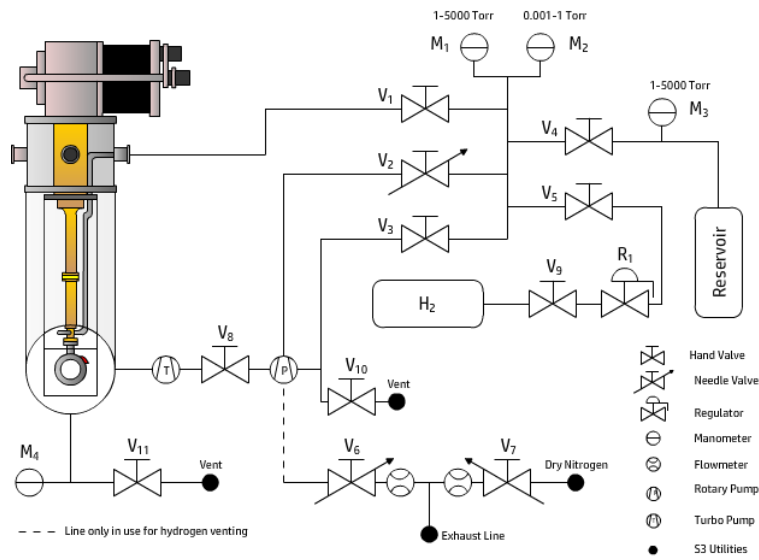 1-5000 Torr 0.001-1 Torr
M1 M2
1-5000 Torr
V1 M3
V4
V2
V5
V3
V9 R1
H2
Reservoir
V8
Hand Valve
P
T
V10 Vent
Needle Valve
Regulator
M4 V11 Vent
V6 V7 Dry Nitrogen
Manometer
Flowmeter
Rotary Pump
R
Exhaust Line
Line only in use for hydrogen venting
Turbo Pump
T
S3 Utilities